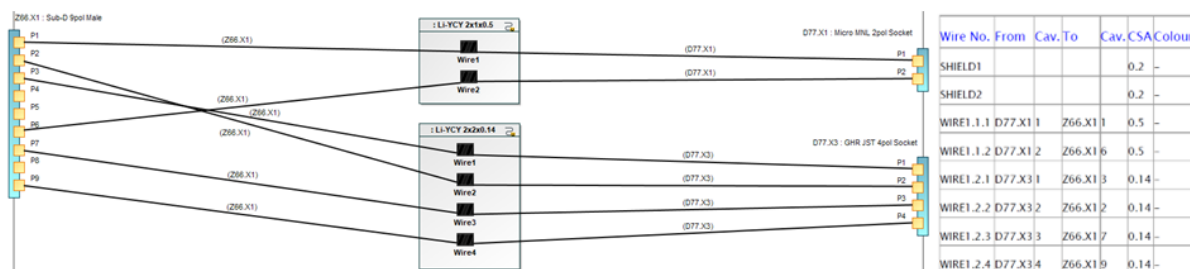 Z66.X1 : Sub-D 9pol Male
P1
P2
P3
P4
P5
P6
P7
P8
P9
(Z66.X1)
(Z66.X1)
(Z66.X1)
(Z66.X1)
(Z66.X1)
(Z66.X1)
: Li-YCY 2x1x0.5
Wire1
Wire2
: Li-YCY 2x2x0.14
Wire1
Wire2
Wire3
Wire4
(D77.X1)
(D77.X1)
(D77.X3)
(D77.X3)
(D77.X3)
(D77.X3)
D77.X1 : Micro MNL 2pol Socket
P1
P2
D77.X3 : GHR JST 4pol Socket
P1
P2
P3
P4
Wire No. From Cav. To Cav. CSA Colour
SHIELD1 0.2 –
SHIELD2 0.2 –
WIRE1.1.1 D77.X1 1 Z66.X1 1 0.5 –
WIRE1.1.2 D77.X1 2 Z66.X1 6 0.5 –
WIRE1.2.1 D77.X3 1 Z66.X1 3 0.14 –
WIRE1.2.2 D77.X3 2 Z66.X1 2 0.14 –
WIRE1.2.3 D77.X3 3 Z66.X1 7 0.14 –
WIRE1.2.4 D77.X3 4 Z66.X1 9 0.14 –